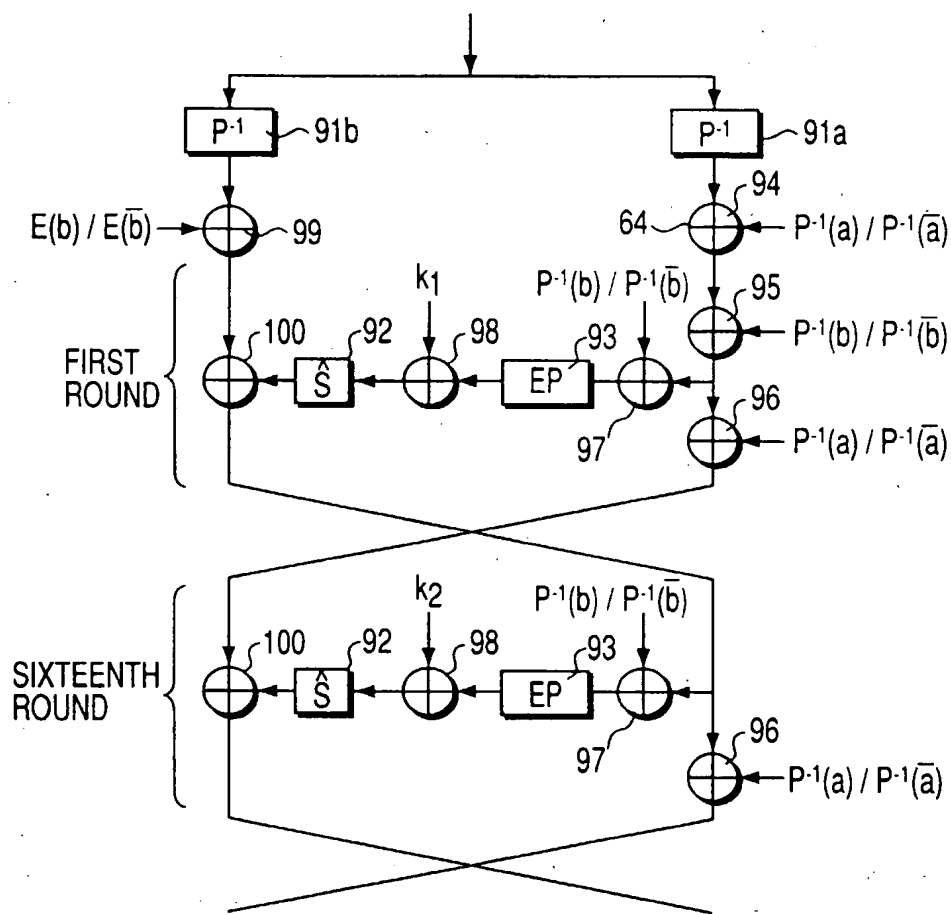 P⁻¹ 91b P⁻¹ 91a
94
E(b) / E(b̅) 99 64 P⁻¹(a) / P⁻¹(a̅)
k₁ P⁻¹(b) / P⁻¹(b̅) 95
P⁻¹(b) / P⁻¹(b̅)
100 92 98 93
FIRST ROUND Ŝ EP
97 96
P⁻¹(a) / P⁻¹(a̅)
k₂ P⁻¹(b) / P⁻¹(b̅)
100 92 98 93
SIXTEENTH ROUND Ŝ EP
97 96
P⁻¹(a) / P⁻¹(a̅)